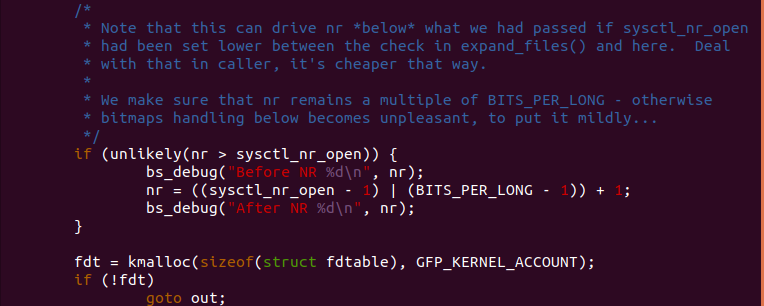 /*
 * Note that this can drive nr *below* what we had passed if sysctl_nr_open
 * had been set lower between the check in expand_files() and here.  Deal
 * with that in caller, it's cheaper that way.
 *
 * We make sure that nr remains a multiple of BITS_PER_LONG - otherwise
 * bitmaps handling below becomes unpleasant, to put it mildly...
 */
if (unlikely(nr > sysctl_nr_open)) {
        bs_debug("Before NR %d\n", nr);
        nr = ((sysctl_nr_open - 1) | (BITS_PER_LONG - 1)) + 1;
        bs_debug("After NR %d\n", nr);
}

fdt = kmalloc(sizeof(struct fdtable), GFP_KERNEL_ACCOUNT);
if (!fdt)
        goto out;